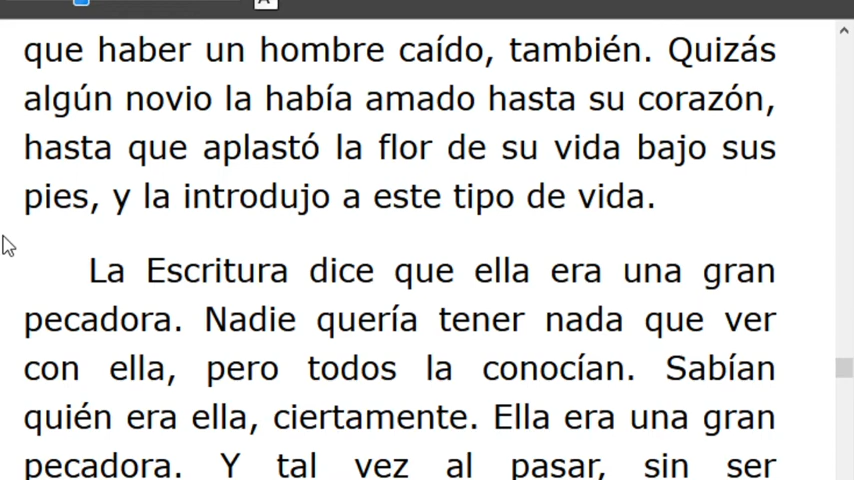 que haber un hombre caído, también. Quizás
algún novio la había amado hasta su corazón,
hasta que aplastó la flor de su vida bajo sus
pies, y la introdujo a este tipo de vida.
La Escritura dice que ella era una gran
pecadora. Nadie quería tener nada que ver
con ella, pero todos la conocían. Sabían
quién era ella, ciertamente. Ella era una gran
pecadora. Y tal vez al pasar, sin ser